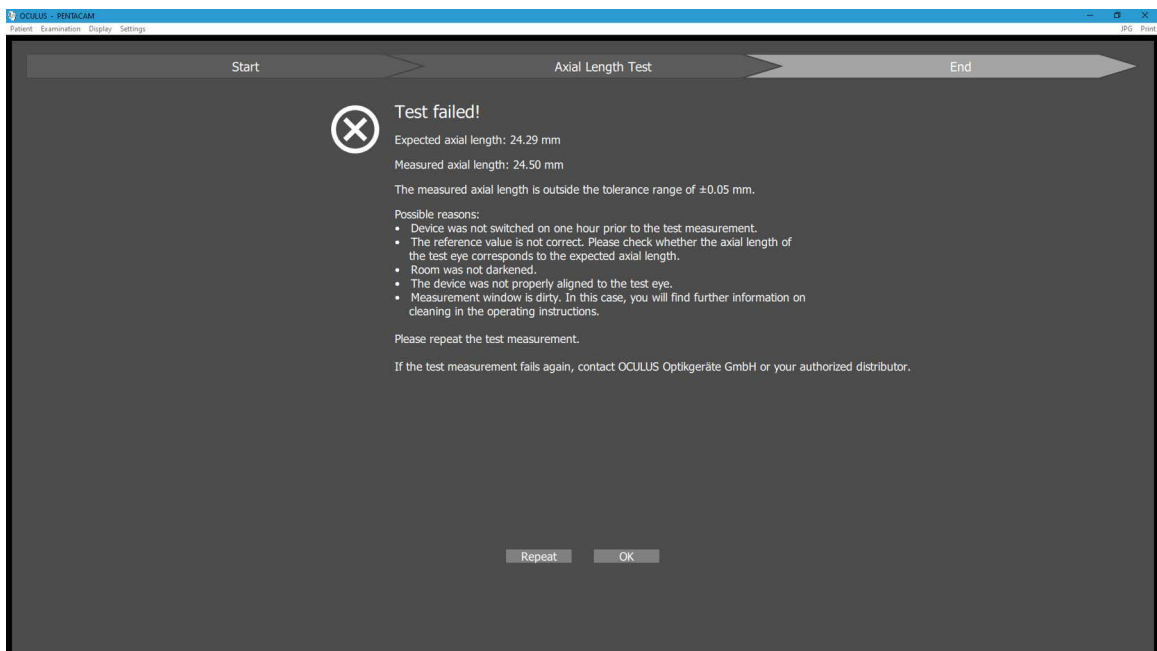 OCULUS - PENTACAM
Patient Examination Display Settings JPG Print
Start Axial Length Test End
Test failed!
Expected axial length: 24.29 mm
Measured axial length: 24.50 mm
The measured axial length is outside the tolerance range of ±0.05 mm.
Possible reasons:
• Device was not switched on one hour prior to the test measurement.
• The reference value is not correct. Please check whether the axial length of
the test eye corresponds to the expected axial length.
• Room was not darkened.
• The device was not properly aligned to the test eye.
• Measurement window is dirty. In this case, you will find further information on
cleaning in the operating instructions.
Please repeat the test measurement.
If the test measurement fails again, contact OCULUS Optikgeräte GmbH or your authorized distributor.
Repeat OK